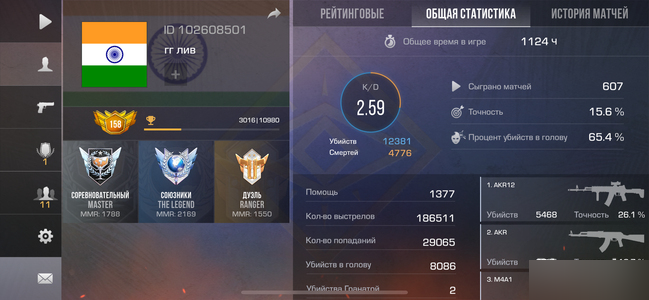 РЕЙТИНГОВЫЕ
ОБЩАЯ СТАТИСТИКА
ИСТОРИЯ МАТЧЕЙ
ID 102608501
гг лив
+
158
3016|10980
СОРЕВНОВАТЕЛЬНЫЙ
MASTER
MMR: 1788
СОЮЗНИКИ
THE LEGEND
MMR: 2169
ДУЭЛЬ
RANGER
MMR: 1550
1
11
Общее время в игре 1124 ч
K/D
2.59
Убийств 12381
Смертей 4776
Сыграно матчей 607
Точность 15.6 %
Процент убийств в голову 65.4 %
Помощь 1377
Кол-во выстрелов 186511
Кол-во попаданий 29065
Убийств в голову 8086
Убийства Гранатой 2
1. AKR12
Убийств 5468 Точность 26.1 %
2. AKR
3. M4A1